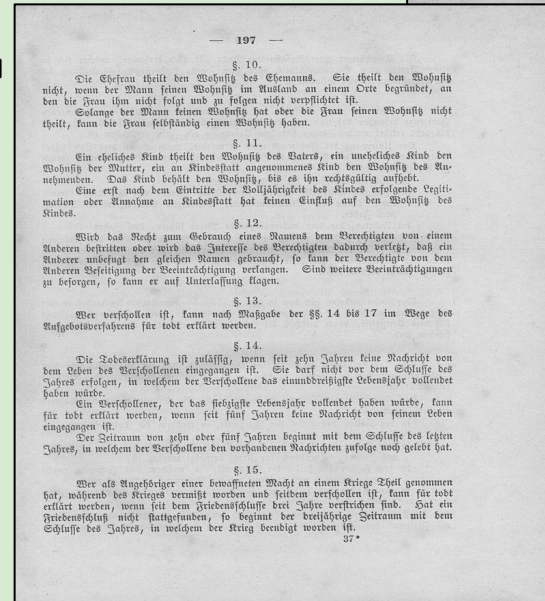 — 197 —
§. 10.
Die Ehefrau theilt den Wohnsitz des Ehemanns. Sie theilt den Wohnsitz
nicht, wenn der Mann seinen Wohnsitz im Ausland an einem Orte begründet, an
den die Frau ihm nicht folgt und zu folgen nicht verpflichtet ist.
Solange der Mann keinen Wohnsitz hat oder die Frau seinen Wohnsitz nicht
theilt, kann die Frau selbständig einen Wohnsitz haben.
§. 11.
Ein eheliches Kind theilt den Wohnsitz des Vaters, ein uneheliches Kind den
Wohnsitz der Mutter, ein an Kindesstatt angenommenes Kind den Wohnsitz des An-
nehmenden. Das Kind behält den Wohnsitz, bis es ihn rechtsgültig aufhebt.
Eine erst nach dem Eintritte der Volljährigkeit des Kindes erfolgende Legiti-
mation oder Annahme an Kindesstatt hat keinen Einfluß auf den Wohnsitz des
Kindes.
§. 12.
Wird das Recht zum Gebrauch eines Namens dem Berechtigten von einem
Anderen bestritten oder wird das Interesse des Berechtigten dadurch verletzt, daß ein
Anderer unbefugt den gleichen Namen gebraucht, so kann der Berechtigte von dem
Anderen Beseitigung der Beeinträchtigung verlangen. Sind weitere Beeinträchtigungen
zu besorgen, so kann er auf Unterlassung klagen.
§. 13.
Wer verschollen ist, kann nach Maßgabe der §§. 14 bis 17 im Wege des
Aufgebotsverfahrens für todt erklärt werden.
§. 14.
Die Todeserklärung ist zulässig, wenn seit zehn Jahren keine Nachricht von
dem Leben des Verschollenen eingegangen ist. Sie darf nicht vor dem Schlusse des
Jahres erfolgen, in welchem der Verschollene das einunddreißigste Lebensjahr vollendet
haben würde.
Ein Verschollener, der das siebzigste Lebensjahr vollendet haben würde, kann
für todt erklärt werden, wenn seit fünf Jahren keine Nachricht von seinem Leben
eingegangen ist.
Der Zeitraum von zehn oder fünf Jahren beginnt mit dem Schlusse des letzten
Jahres, in welchem der Verschollene den vorhandenen Nachrichten zufolge noch gelebt hat.
§. 15.
Wer als Angehöriger einer bewaffneten Macht an einem Kriege Theil genommen
hat, während des Krieges vermißt worden und seitdem verschollen ist, kann für todt
erklärt werden, wenn seit dem Friedensschlusse drei Jahre verstrichen sind. Hat ein
Friedensschluß nicht stattgefunden, so beginnt der dreijährige Zeitraum mit dem
Schlusse des Jahres, in welchem der Krieg beendigt worden ist.
37*